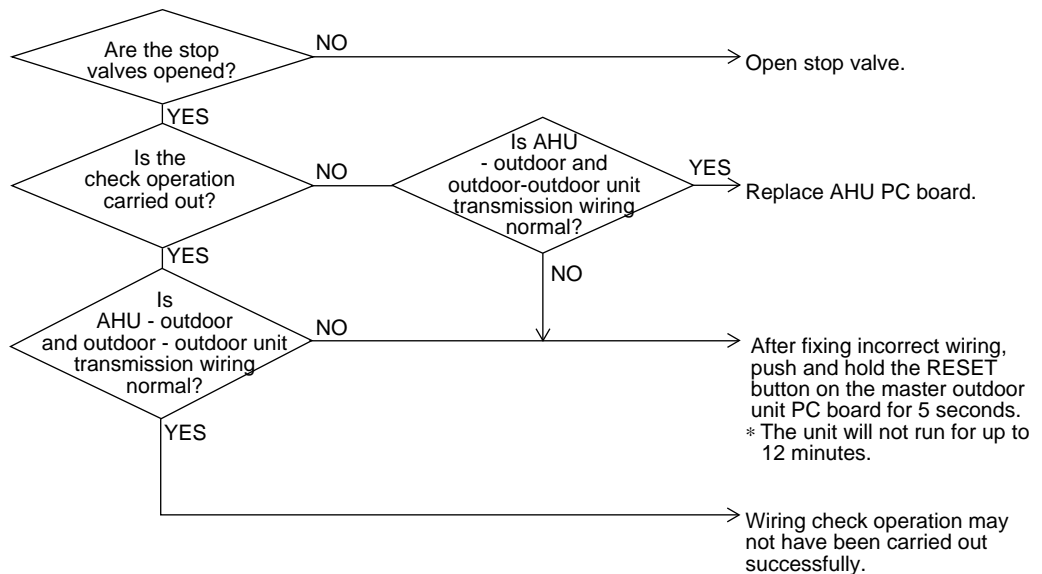 Are the stop
valves opened?
NO
Open stop valve.
YES
Is the
check operation
carried out?
NO
Is AHU
- outdoor and
outdoor-outdoor unit
transmission wiring
normal?
YES
Replace AHU PC board.
YES
NO
Is
AHU - outdoor
and outdoor - outdoor unit
transmission wiring
normal?
NO
After fixing incorrect wiring,
push and hold the RESET
button on the master outdoor
unit PC board for 5 seconds.
* The unit will not run for up to
12 minutes.
YES
Wiring check operation may
not have been carried out
successfully.